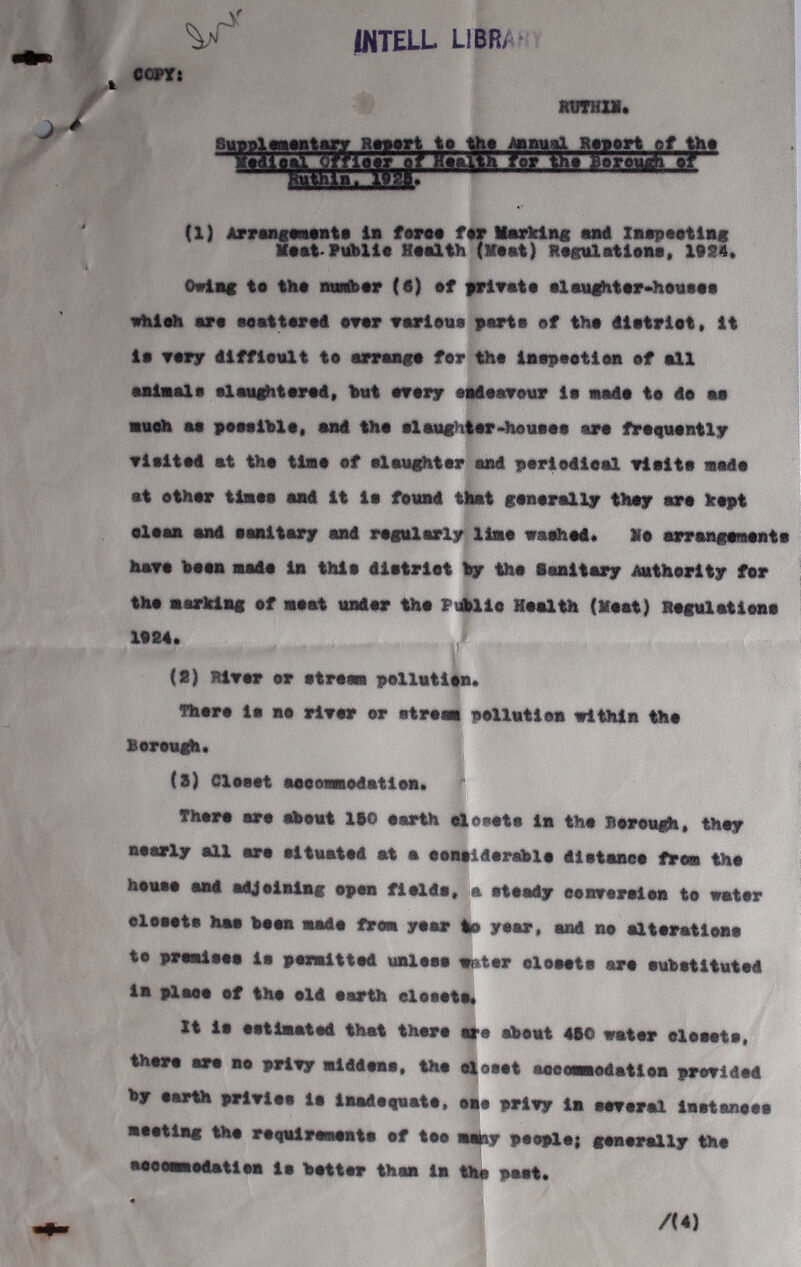 INTELL LIBRARY
COPY:
RUTHIN.
Supplementary Report to the Annual Report of the
Medical Officer of Health for the Borough of
Ruthin, 1925.
(1) Arrangements in force for Marking and Inspecting
Meat-Public Health (Meat) Regulations, 1924.
Owing to the number (6) of private slaughter-houses
which are scattered over various parts of the district, it
is very difficult to arrange for the inspection of all
animals slaughtered, but every endeavour is made to do as
much as possible, and the slaughter-houses are frequently
visited at the time of slaughter and periodical visits made
at other times and it is found that generally they are kept
clean and sanitary and regularly lime washed. No arrangements
have been made in this district by the Sanitary Authority for
the marking of meat under the Public Health (Meat) Regulations
1924.
(2) River or stream pollution.
There is no river or stream pollution within the
Borough.
(3) Closet accommodation.
There are about 150 earth closets in the Borough, they
nearly all are situated at a considerable distance from the
house and adjoining open fields, a steady conversion to water
closets has been made from year to year, and no alterations
to premises is permitted unless water closets are substituted
in place of the old earth closets.
It is estimated that there are about 450 water closets,
there are no privy middens, the closet accommodation provided
by earth privies is inadequate, one privy in several instances
meeting the requirements of too many people; generally the
accommodation is better than in the past.
/(4)